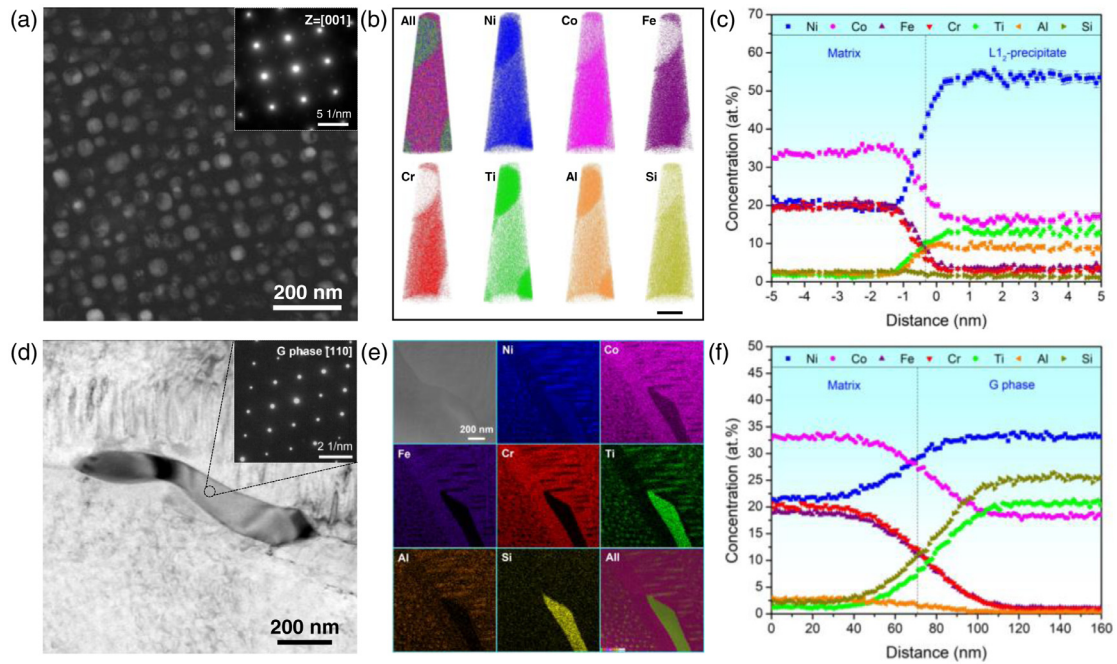 (a)
Z=[001]
5 1/nm
200 nm
(b)
All
Ni
Co
Fe
Cr
Ti
Al
Si
(c)
Ni Co Fe Cr Ti Al Si
Matrix
L1₂-precipitate
Concentration (at.%)
70
60
50
40
30
20
10
0
-5 -4 -3 -2 -1 0 1 2 3 4 5
Distance (nm)
(d)
G phase [110]
2 1/nm
200 nm
(e)
200 nm
Ni
Co
Fe
Cr
Ti
Al
Si
All
(f)
Ni Co Fe Cr Ti Al Si
Matrix
G phase
Concentration (at.%)
50
45
40
35
30
25
20
15
10
5
0
0 20 40 60 80 100 120 140 160
Distance (nm)